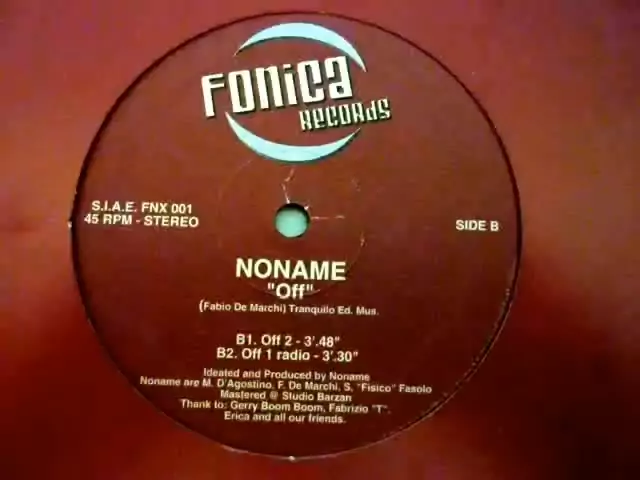 Fonica
Records
S.I.A.E. FNX 001
45 RPM - STEREO
SIDE B
NONAME
"Off"
(Fabio De Marchi) Tranquilo Ed. Mus.
B1. Off 2 - 3'.48"
B2. Off 1 radio - 3'.30"
Ideated and Produced by Noname
Noname are M. D'Agostino, F. De Marchi, S. "Fisico" Fasolo
Mastered @ Studio Barzan
Thank to: Gerry Boom Boom, Fabrizio "T".
Erica and all our friends.